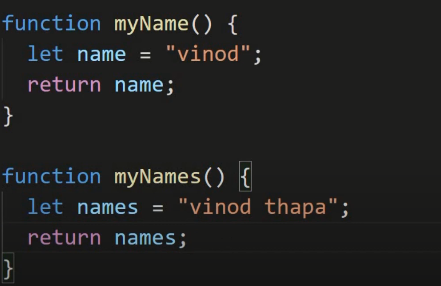 function myName() {
  let name = "vinod";
  return name;
}
function myNames() {
  let names = "vinod thapa";
  return names;
}